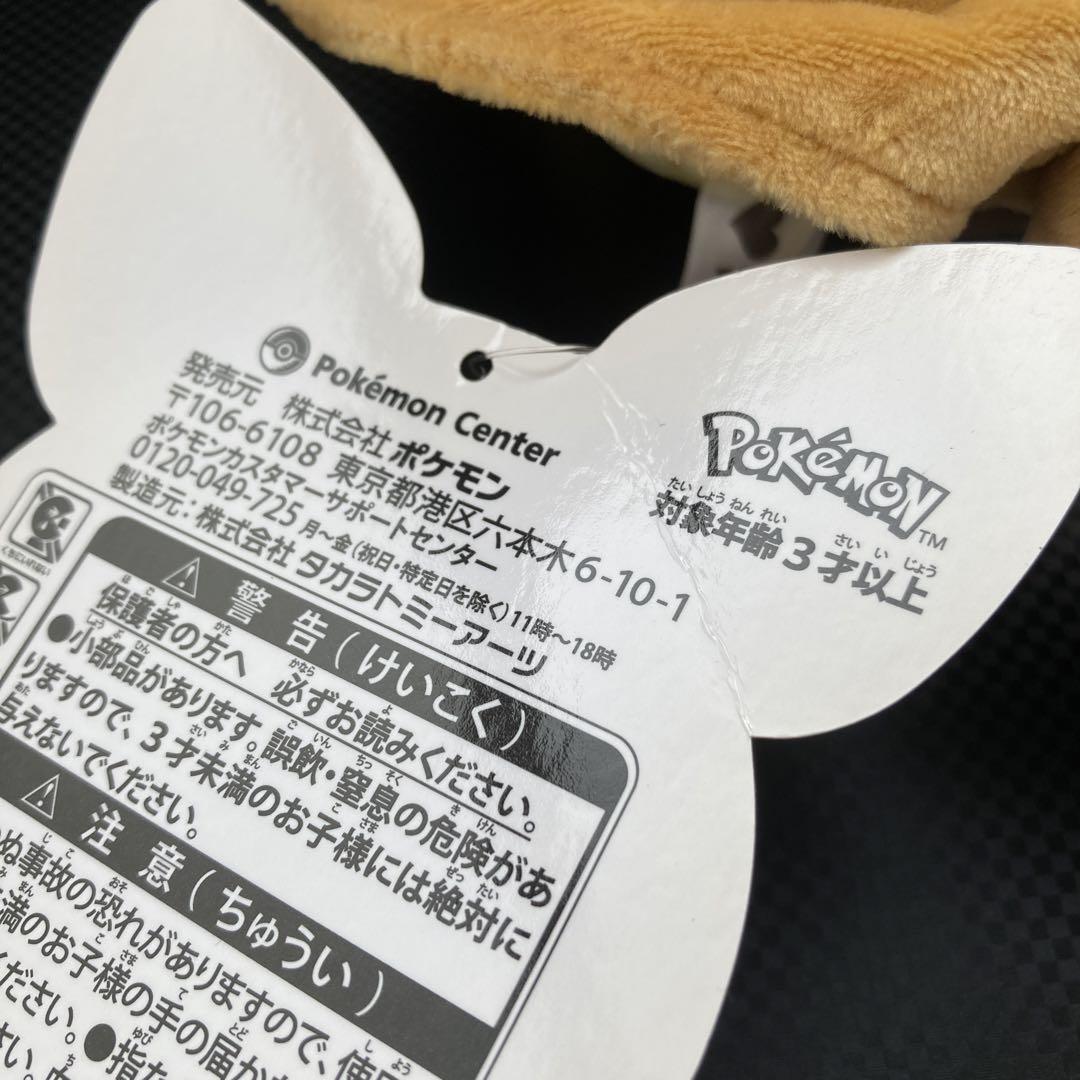 Pokémon Center
発売元 株式会社 ポケモン
〒106-6108 東京都港区六本木6-10-1
ポケモンカスタマーサポートセンター
0120-049-725 月～金（祝日・特定日を除く）11時～18時
製造元：株式会社 タカラトミーアーツ
POKéMON™
対象年齢 3才以上
警告（けいこく）
保護者の方へ 必ずお読みください。
●小部品があります。誤飲・窒息の危険があ
りますので、3才未満のお子様には絶対に
与えないでください。
注意（ちゅうい）
ぬ事故の恐れがありますので、使用
満のお子様の手の届か
ください。●指な
さい。